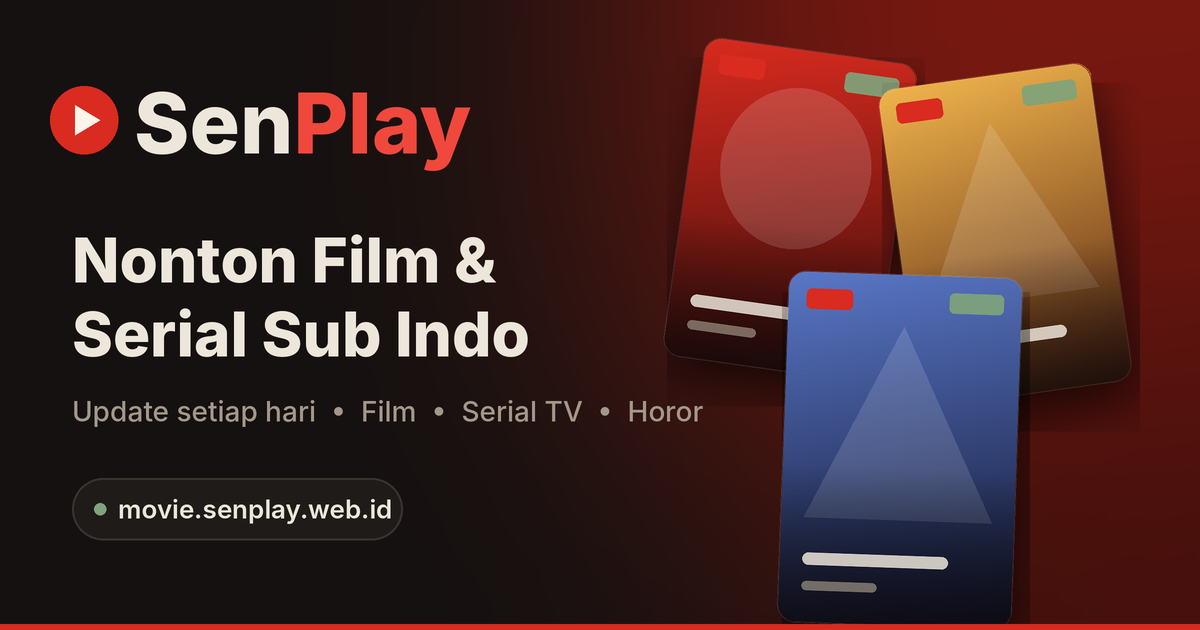 SenPlay
Nonton Film &
Serial Sub Indo
Update setiap hari • Film • Serial TV • Horor
movie.senplay.web.id